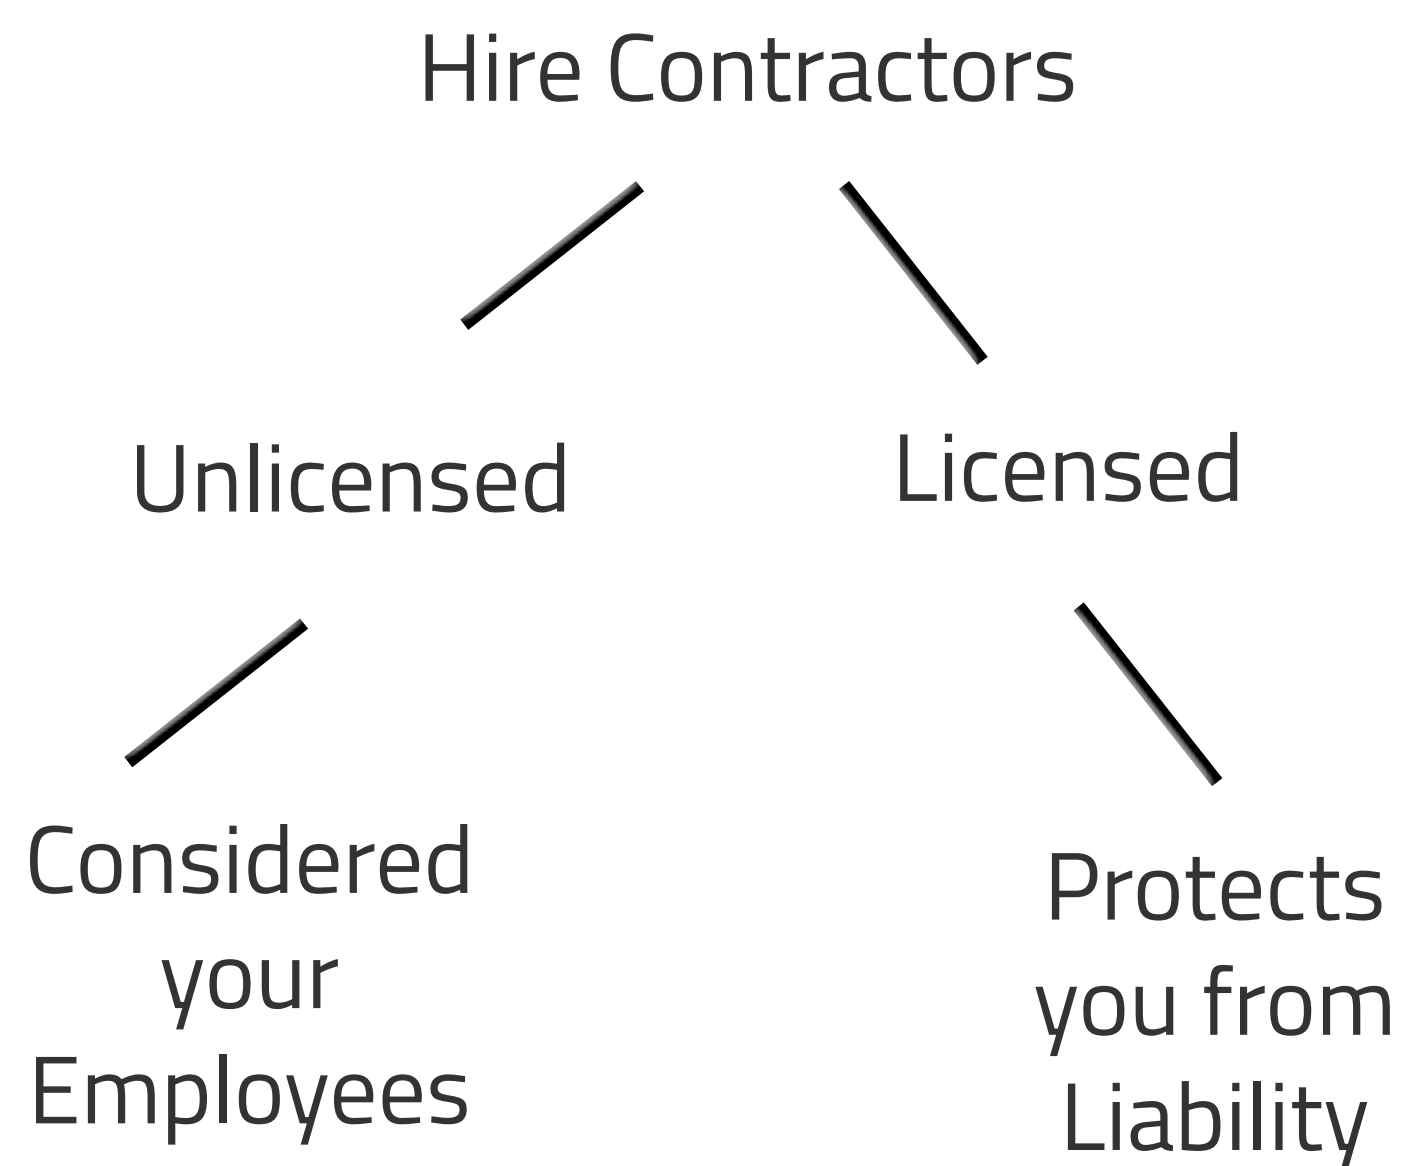 Hire Contractors
Unlicensed
Licensed
Considered
your
Employees
Protects
you from
Liability